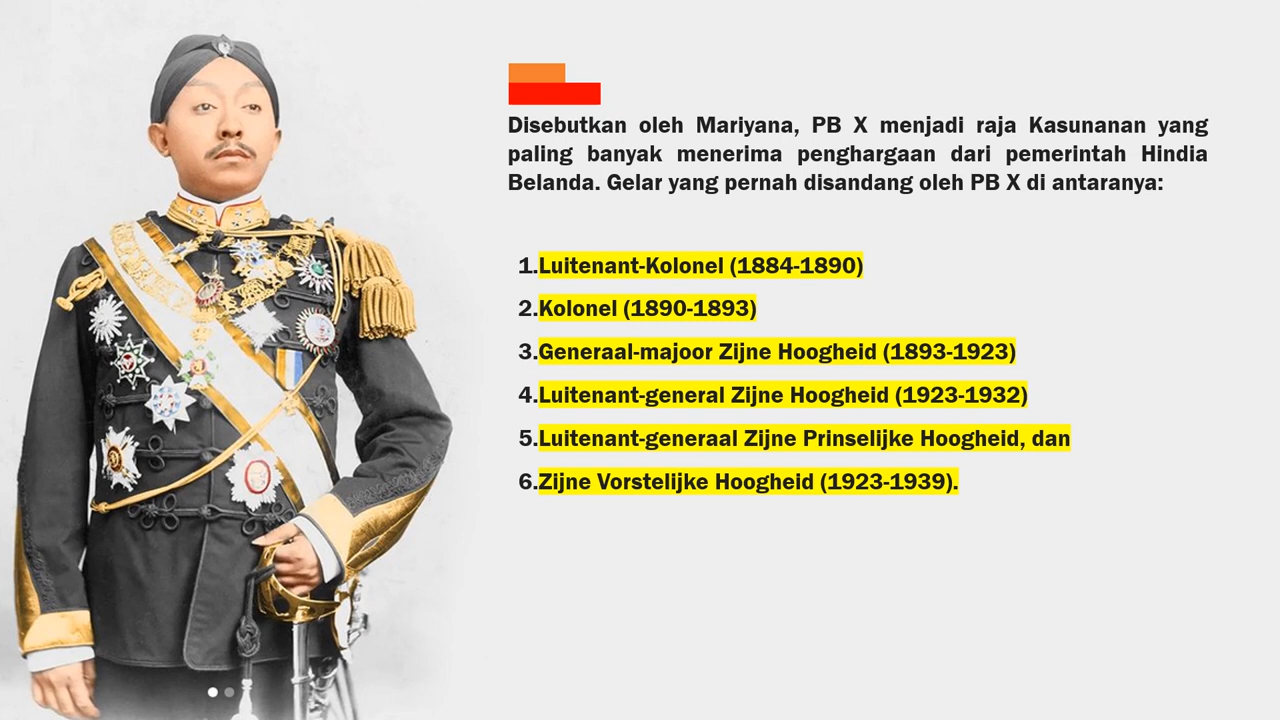 Disebutkan oleh Mariyana, PB X menjadi raja Kasunanan yang
paling banyak menerima penghargaan dari pemerintah Hindia
Belanda. Gelar yang pernah disandang oleh PB X di antaranya:
1.Luitenant-Kolonel (1884-1890)
2.Kolonel (1890-1893)
3.Generaal-majoor Zijne Hoogheid (1893-1923)
4.Luitenant-general Zijne Hoogheid (1923-1932)
5.Luitenant-generaal Zijne Prinselijke Hoogheid, dan
6.Zijne Vorstelijke Hoogheid (1923-1939).